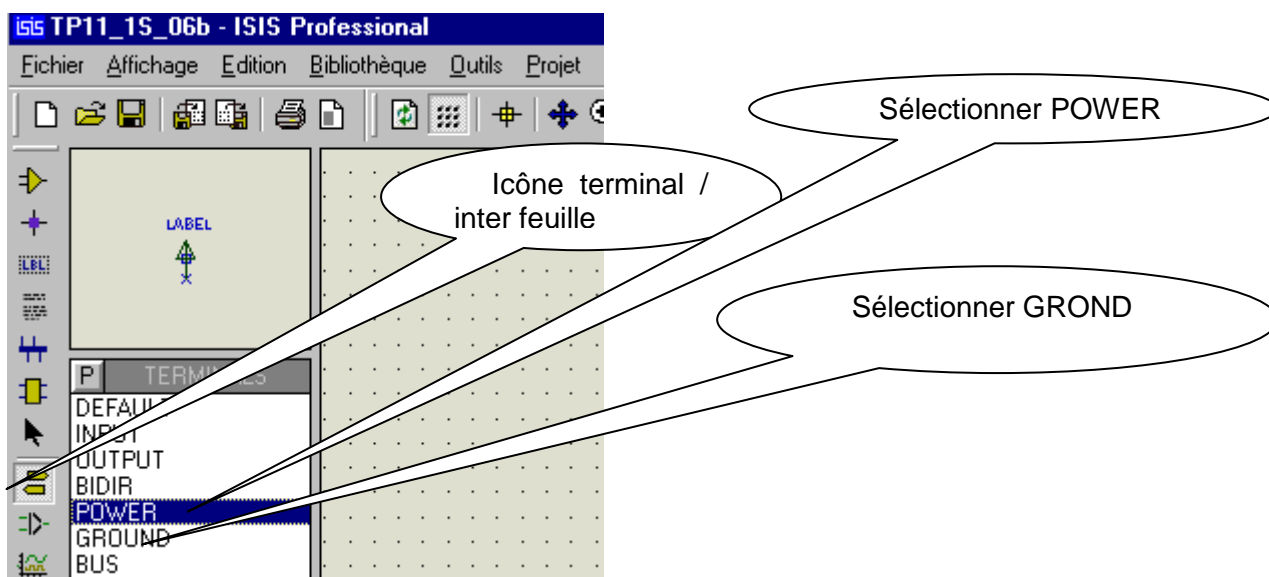 isis TP11_1S_06b - ISIS Professional
Fichier Affichage Edition Bibliothèque Outils Projet
Sélectionner POWER
Icône terminal /
inter feuille
LABEL
LBL
Sélectionner GROND
P
DEFAULT
INPUT
OUTPUT
BIDIR
POWER
GROUND
BUS